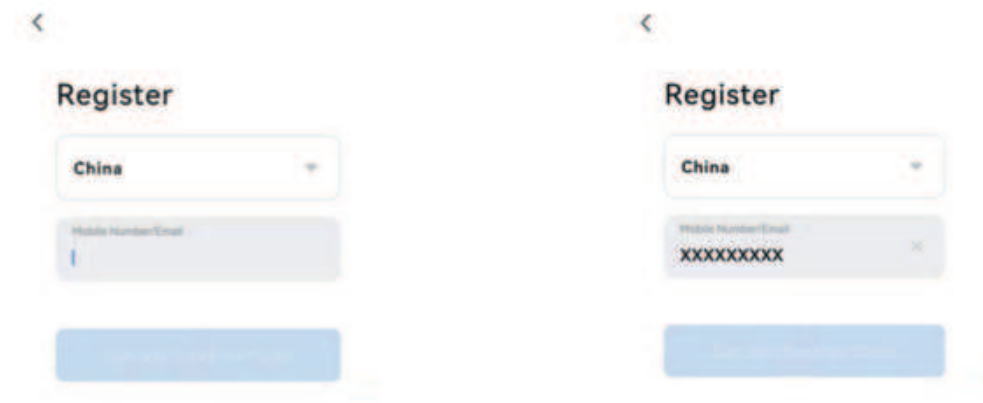 Register
China
Mobile Number/Email
Register
China
Mobile Number/Email
XXXXXXXXX